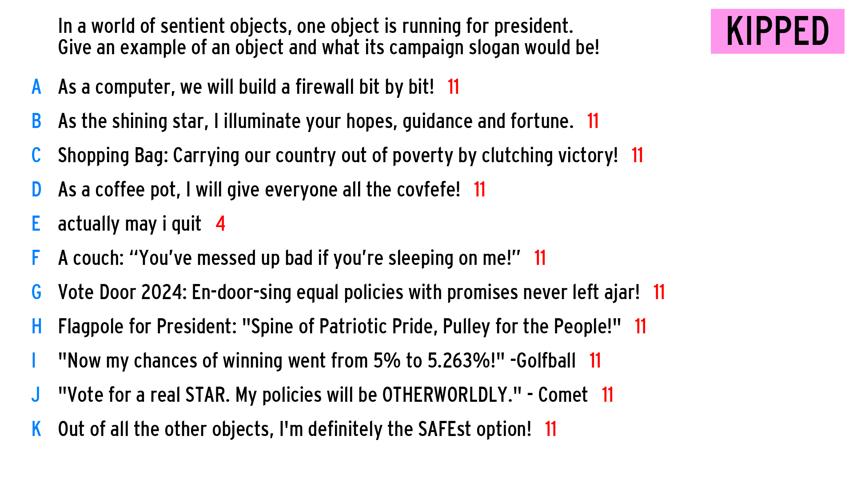 In a world of sentient objects, one object is running for president.
Give an example of an object and what its campaign slogan would be!
KIPPED
A As a computer, we will build a firewall bit by bit! 11
B As the shining star, I illuminate your hopes, guidance and fortune. 11
C Shopping Bag: Carrying our country out of poverty by clutching victory! 11
D As a coffee pot, I will give everyone all the covfefe! 11
E actually may i quit 4
F A couch: “You’ve messed up bad if you’re sleeping on me!” 11
G Vote Door 2024: En-door-sing equal policies with promises never left ajar! 11
H Flagpole for President: "Spine of Patriotic Pride, Pulley for the People!" 11
I "Now my chances of winning went from 5% to 5.263%!" -Golfball 11
J "Vote for a real STAR. My policies will be OTHERWORLDLY." - Comet 11
K Out of all the other objects, I'm definitely the SAFEst option! 11